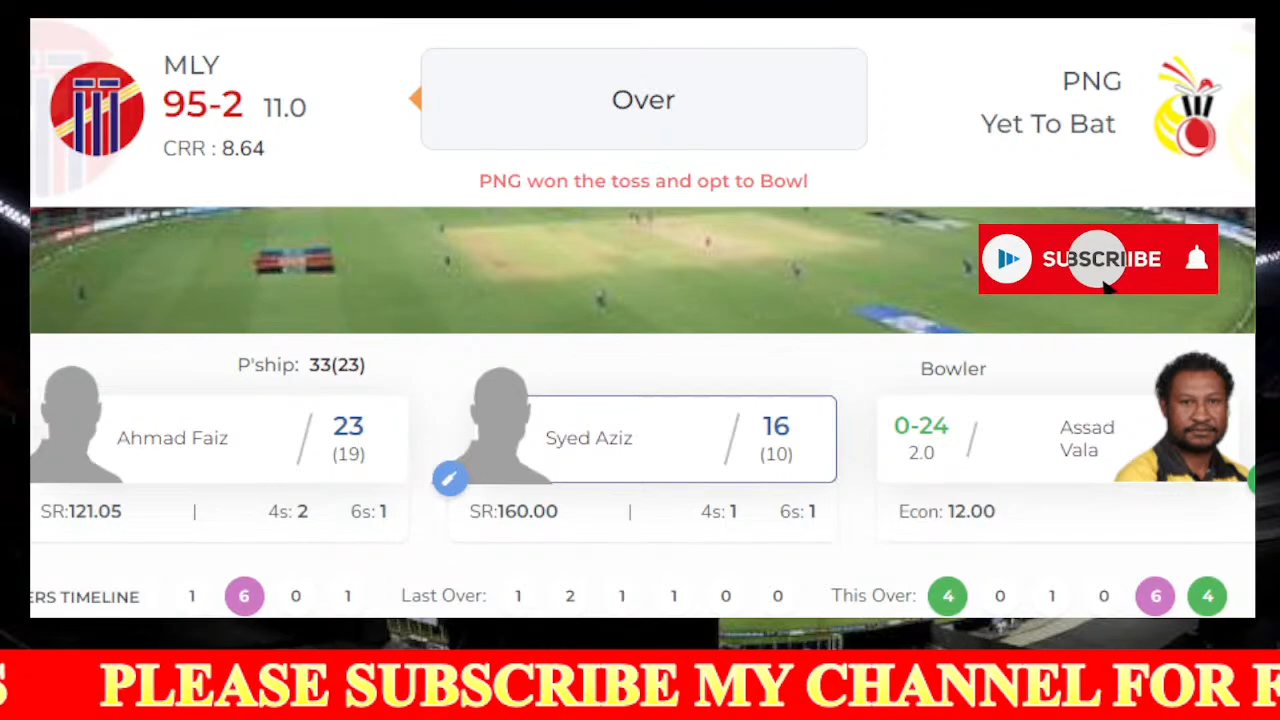 MLY
95-2 11.0
CRR : 8.64
Over
PNG
Yet To Bat
PNG won the toss and opt to Bowl
SUBSCRIIBE
P'ship: 33(23)
Bowler
Ahmad Faiz 23
(19)
Syed Aziz 16
(10)
0-24
2.0
Assad
Vala
SR:121.05 | 4s: 2 6s: 1
SR:160.00 | 4s: 1 6s: 1
Econ: 12.00
ERS TIMELINE 1 6 0 1 Last Over: 1 2 1 1 0 0 This Over: 4 0 1 0 6 4
S PLEASE SUBSCRIBE MY CHANNEL FOR